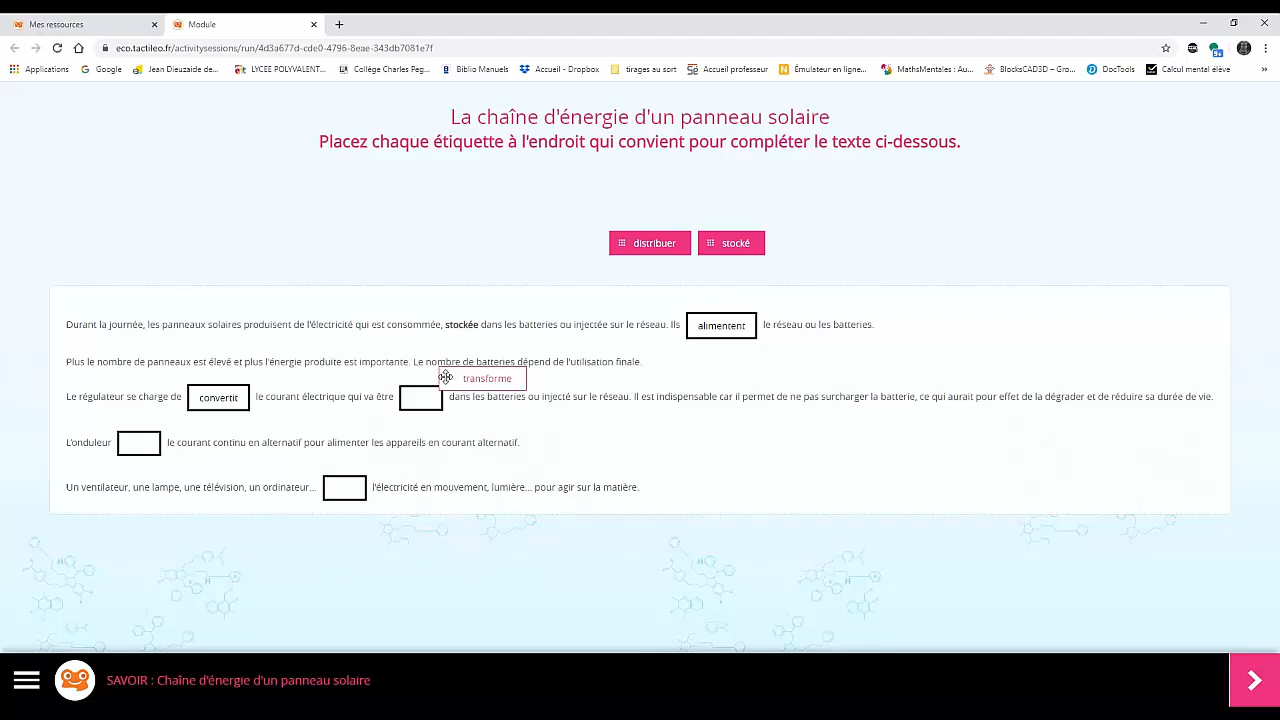 Mes ressources
Module
eco.tactileo.fr/activitysessions/run/4d3a677d-cde0-4796-8eae-343db7081e7f
Applications
Google
Jean Dieuzaide de...
LYCEE POLYVALENT...
Collège Charles Peg...
Biblio Manuels
Accueil - Dropbox
tirages au sort
Accueil professeur
Émulateur en ligne...
MathsMentales : Au...
BlocksCAD3D – Gro...
DocTools
Calcul mental élève
»
La chaîne d'énergie d'un panneau solaire
Placez chaque étiquette à l'endroit qui convient pour compléter le texte ci-dessous.
distribuer
stocké
Durant la journée, les panneaux solaires produisent de l'électricité qui est consommée, stockée dans les batteries ou injectée sur le réseau. Ils alimentent le réseau ou les batteries.
Plus le nombre de panneaux est élevé et plus l'énergie produite est importante. Le nombre de batteries dépend de l'utilisation finale.
transforme
Le régulateur se charge de convertit le courant électrique qui va être dans les batteries ou injecté sur le réseau. Il est indispensable car il permet de ne pas surcharger la batterie, ce qui aurait pour effet de la dégrader et de réduire sa durée de vie.
L'onduleur le courant continu en alternatif pour alimenter les appareils en courant alternatif.
Un ventilateur, une lampe, une télévision, un ordinateur... l'électricité en mouvement, lumière... pour agir sur la matière.
SAVOIR : Chaîne d'énergie d'un panneau solaire